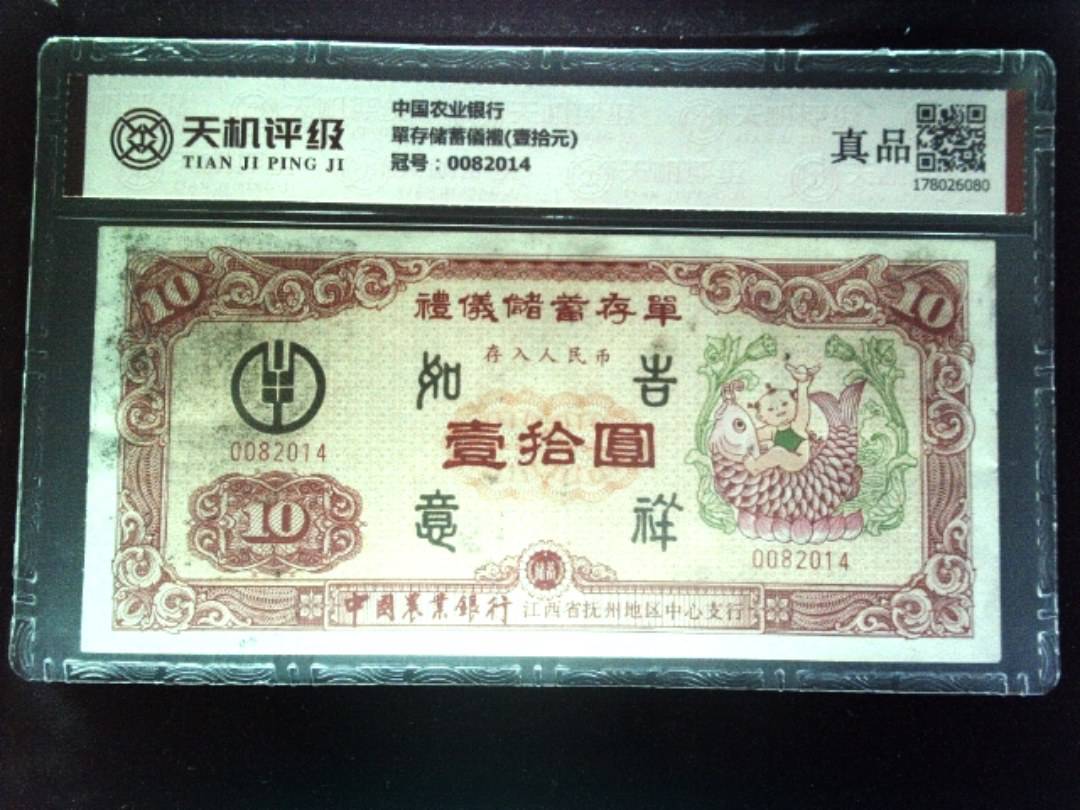 天机评级
TIAN JI PING JI
中国农业银行
單存储蓄儀禮(壹拾元)
冠号：0082014
真品
178026080
10
10
禮儀儲蓄存單
存入人民币
如 吉
壹拾圓
意 祥
0082014
10
0082014
儲蓄
中國農業銀行 江西省抚州地区中心支行